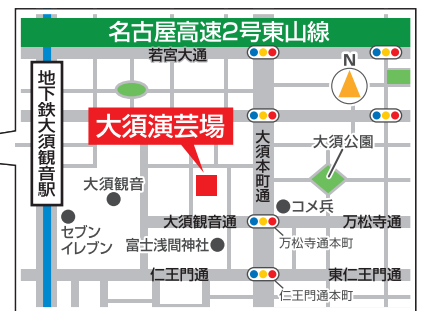 名古屋高速2号東山線
若宮大通
N
地下鉄大須観音駅
大須演芸場
大須本町通
大須公園
大須観音
コメ兵
セブン
イレブン
大須観音通
万松寺通
富士浅間神社
万松寺通本町
仁王門通
東仁王門通
仁王門通本町